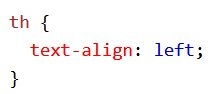 th {
  text-align: left;
}